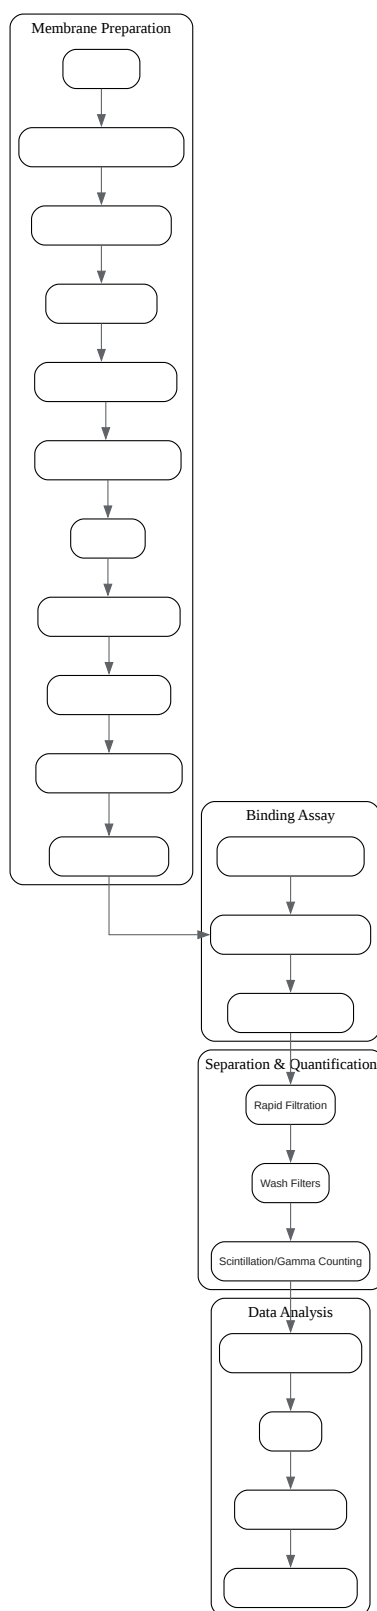 Membrane Preparation
Binding Assay
Separation & Quantification
Rapid Filtration
Wash Filters
Scintillation/Gamma Counting
Data Analysis